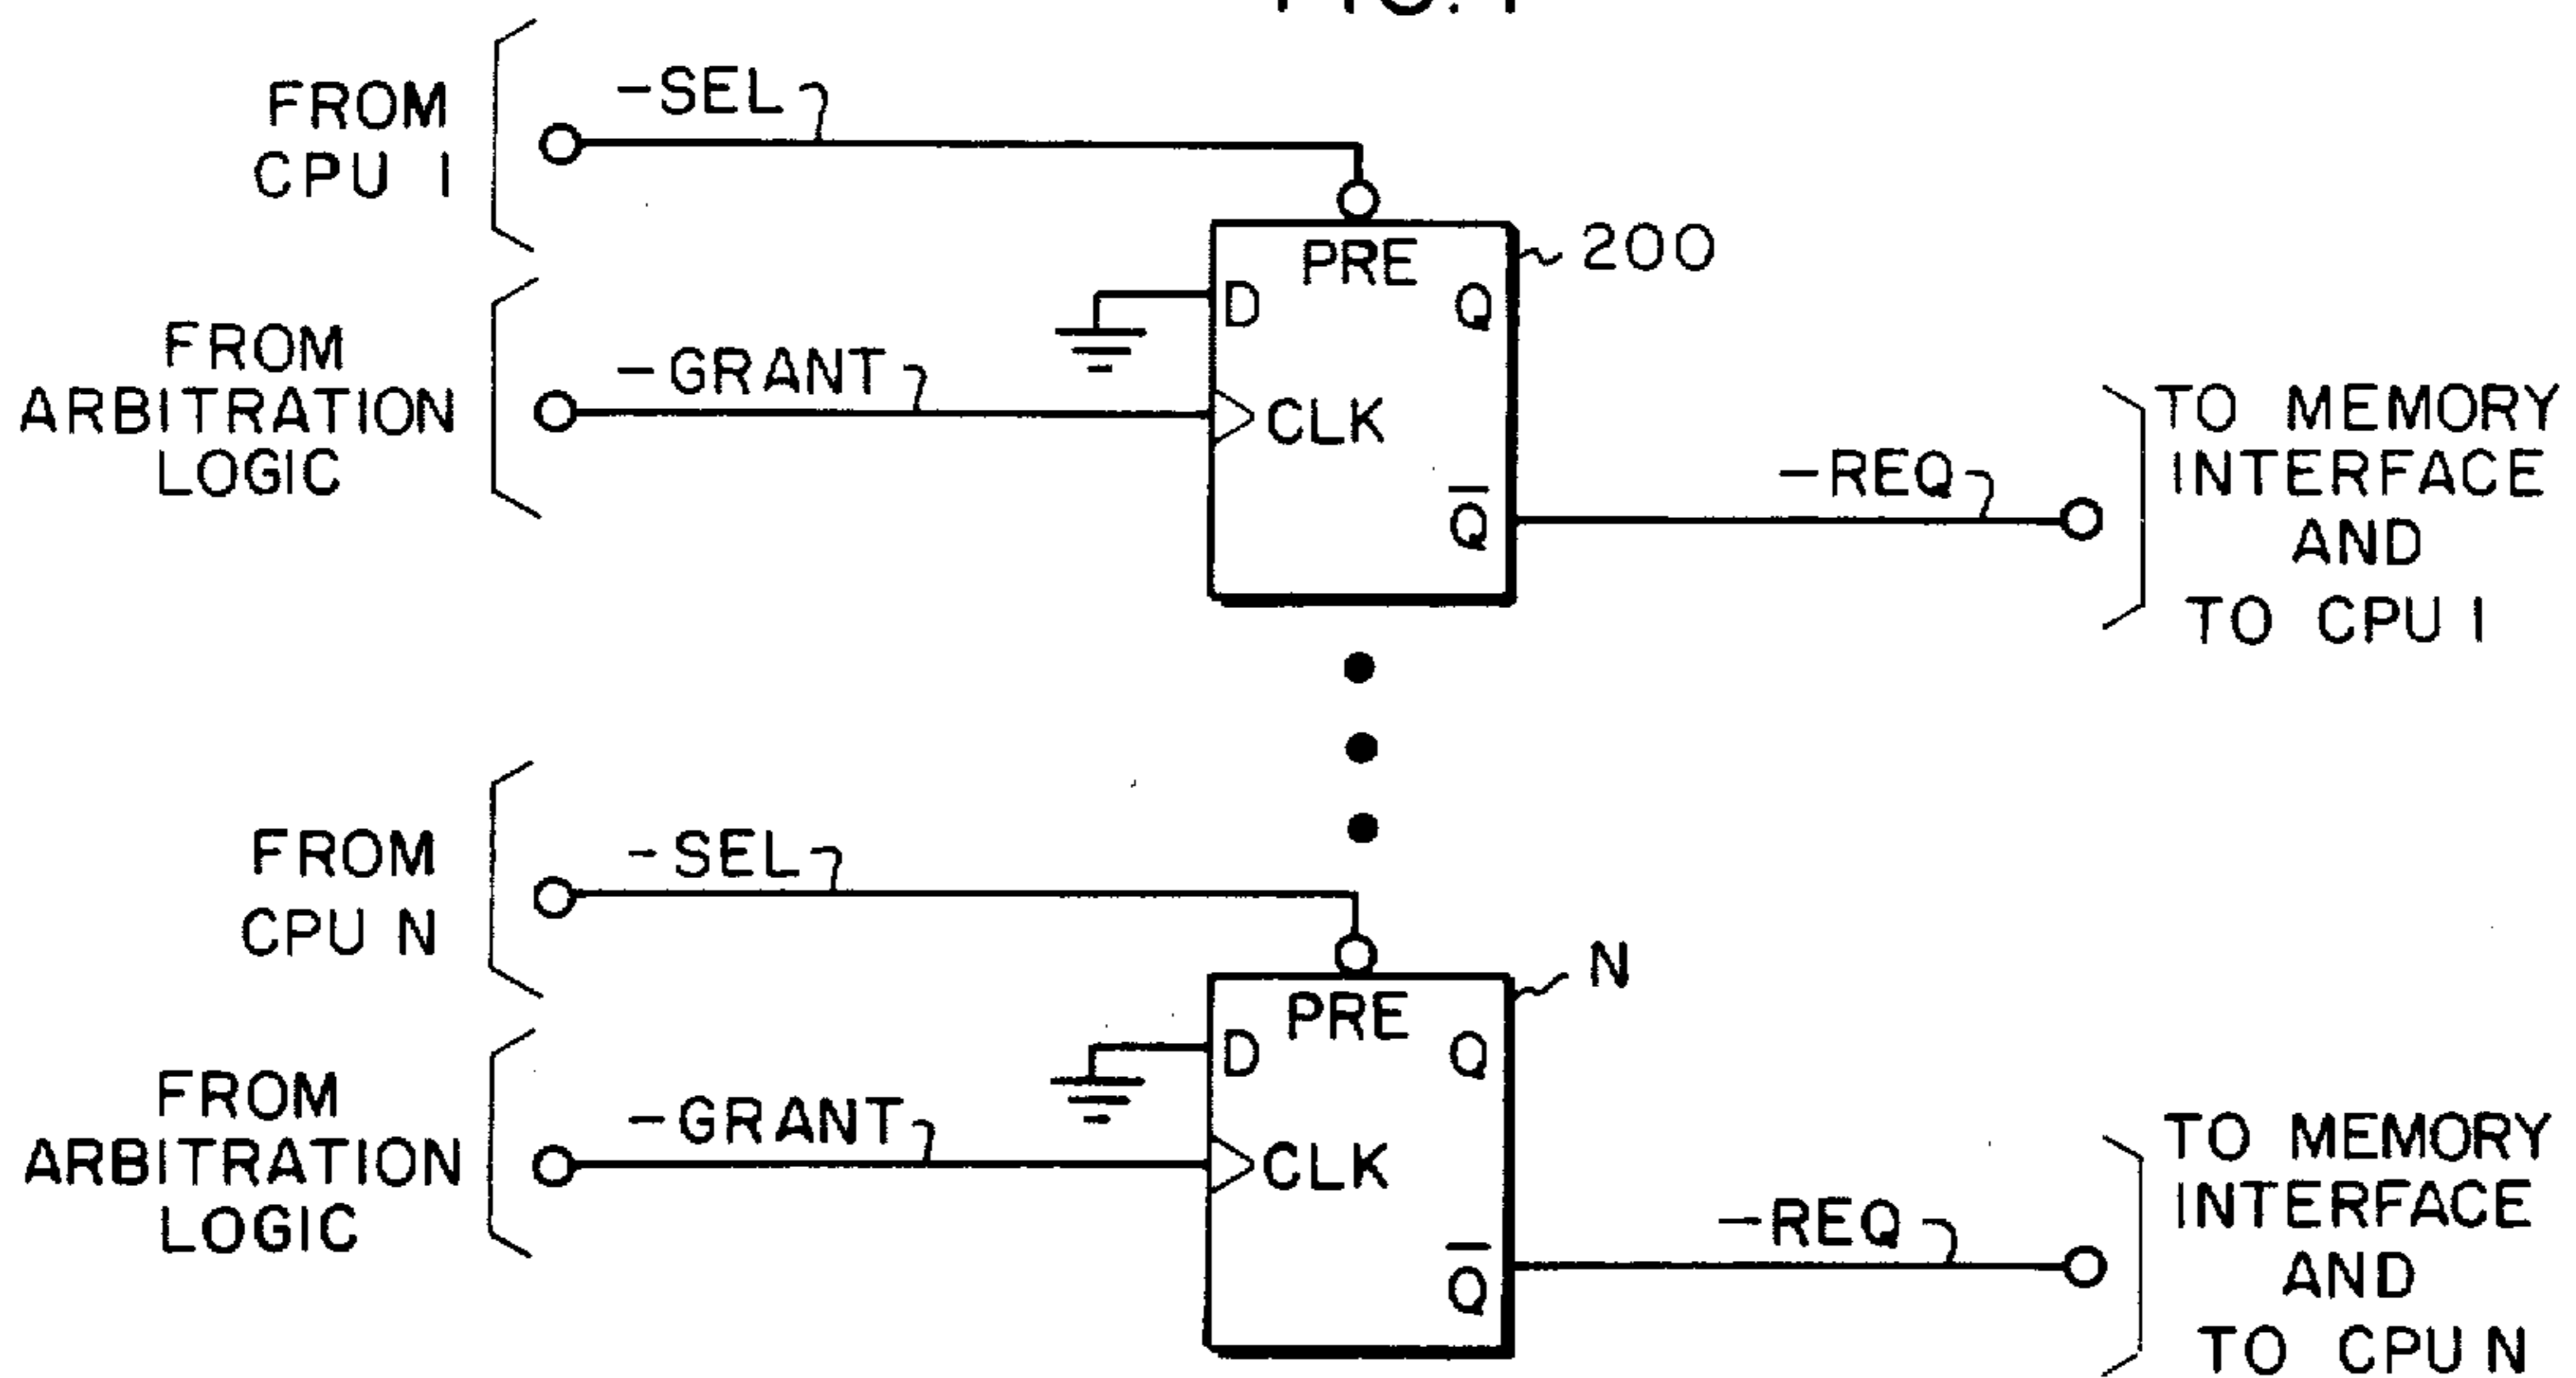 FROM
CPU 1
-SEL
FROM
ARBITRATION
LOGIC
-GRANT
PRE
D
Q
CLK
Q̅
200
-REQ
TO MEMORY
INTERFACE
AND
TO CPU 1
FROM
CPU N
-SEL
FROM
ARBITRATION
LOGIC
-GRANT
PRE
D
Q
CLK
Q̅
N
-REQ
TO MEMORY
INTERFACE
AND
TO CPU N